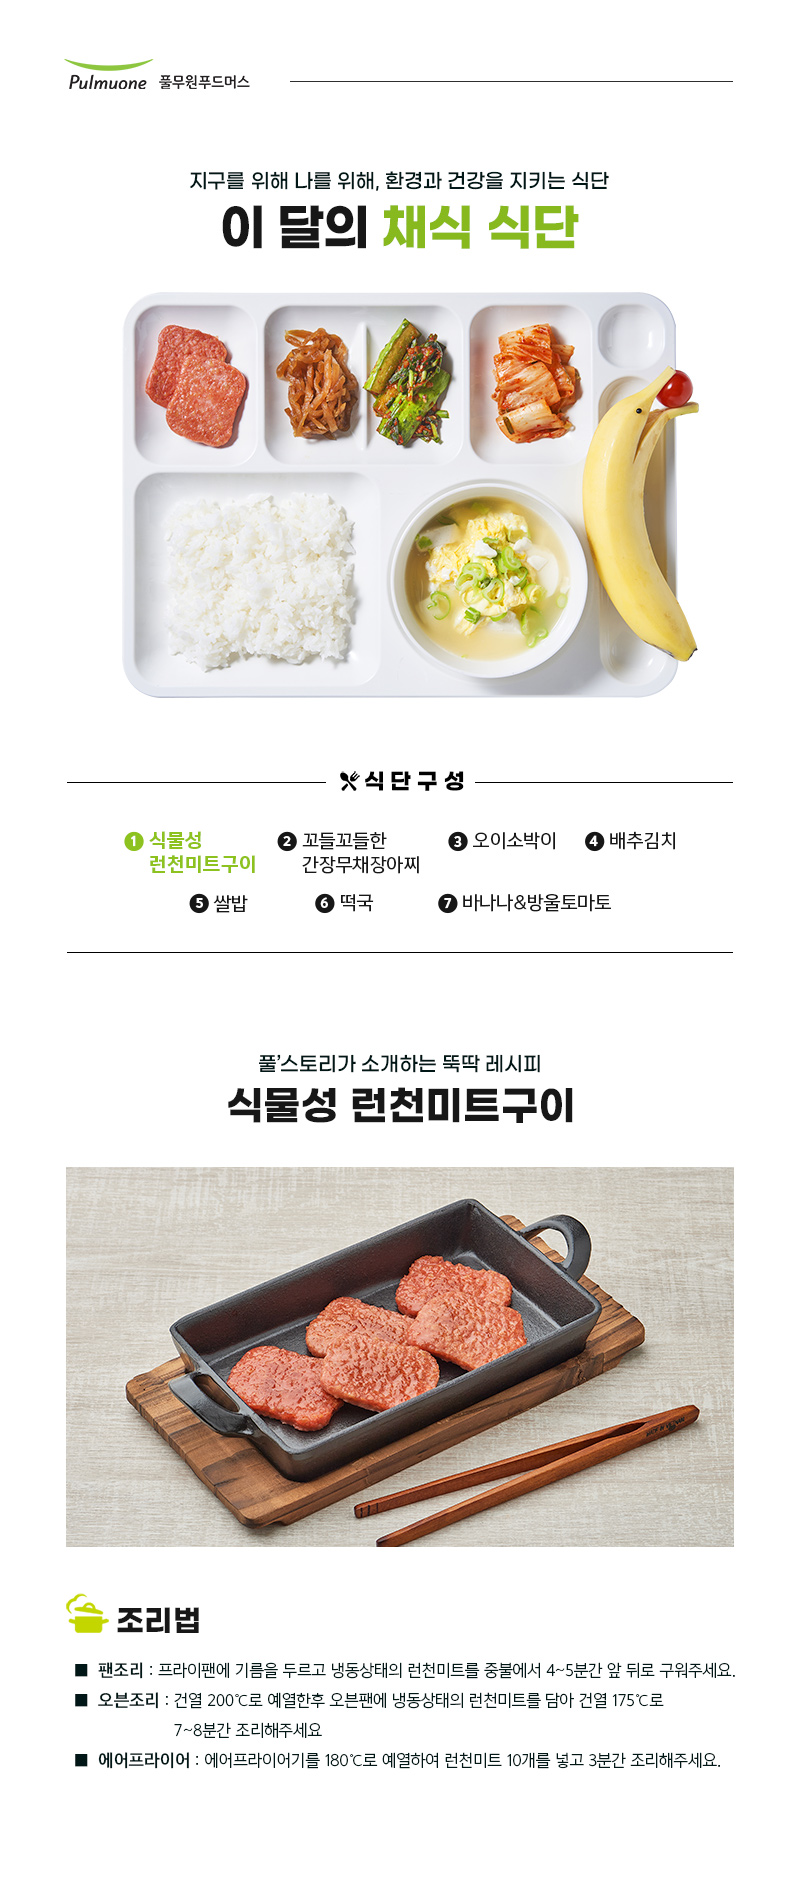 Pulmuone 풀무원푸드머스
지구를 위해 나를 위해, 환경과 건강을 지키는 식단
이 달의 채식 식단
식단구성
1 식물성
런천미트구이
2 꼬들꼬들한
간장무채장아찌
3 오이소박이
4 배추김치
5 쌀밥
6 떡국
7 바나나&방울토마토
풀'스토리가 소개하는 뚝딱 레시피
식물성 런천미트구이
조리법
■ 팬조리 : 프라이팬에 기름을 두르고 냉동상태의 런천미트를 중불에서 4~5분간 앞 뒤로 구워주세요.
■ 오븐조리 : 건열 200℃로 예열한후 오븐팬에 냉동상태의 런천미트를 담아 건열 175℃로
7~8분간 조리해주세요
■ 에어프라이어 : 에어프라이어기를 180℃로 예열하여 런천미트 10개를 넣고 3분간 조리해주세요.